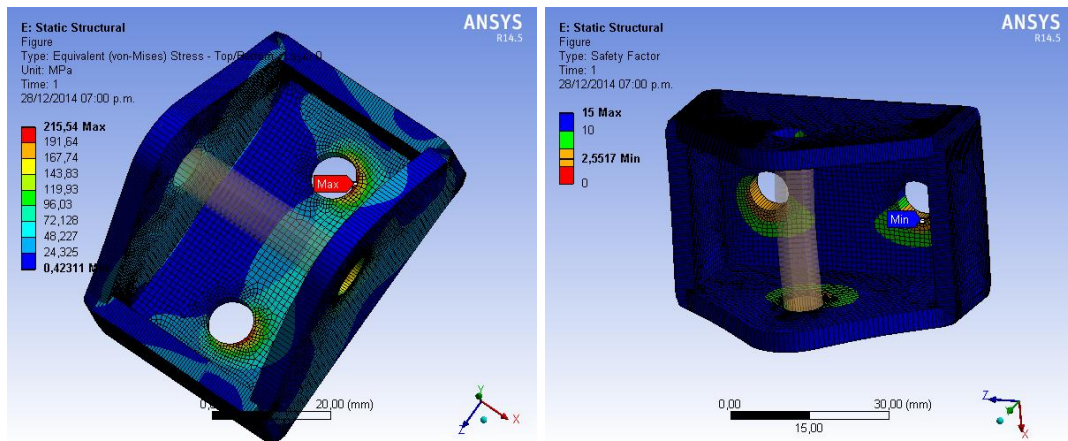 E: Static Structural
Figure
Type: Equivalent (von-Mises) Stress - Top/
Unit: MPa
Time: 1
28/12/2014 07:00 p.m.
215,54 Max
191,64
167,74
143,83
119,93
96,03
72,128
48,227
24,325
0,42311
ANSYS
R14.5
Max
20,00 (mm)
Y
X
Z
E: Static Structural
Figure
Type: Safety Factor
Time: 1
28/12/2014 07:00 p.m.
15 Max
10
2,5517 Min
0
ANSYS
R14.5
Min
0,00
30,00 (mm)
15,00
Z
Y
X